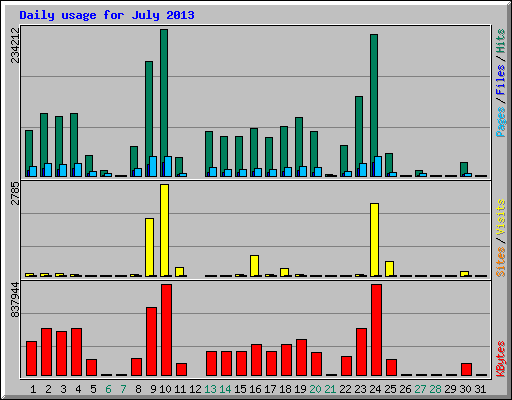 Daily usage for July 2013
234212
Pages / Files / Hits
2785
Sites / Visits
837944
KBytes
1 2 3 4 5 6 7 8 9 10 11 12 13 14 15 16 17 18 19 20 21 22 23 24 25 26 27 28 29 30 31